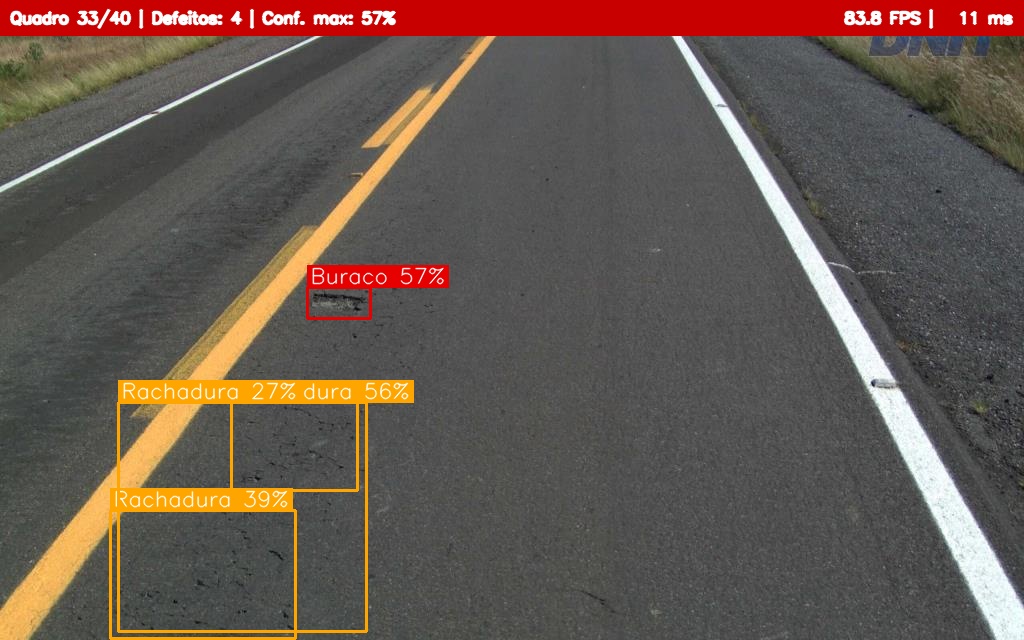 Quadro 33/40 | Defeitos: 4 | Conf. max: 57%
83.8 FPS | 11 ms
DNIT
Buraco 57%
Rachadura 27% dura 56%
Rachadura 39%